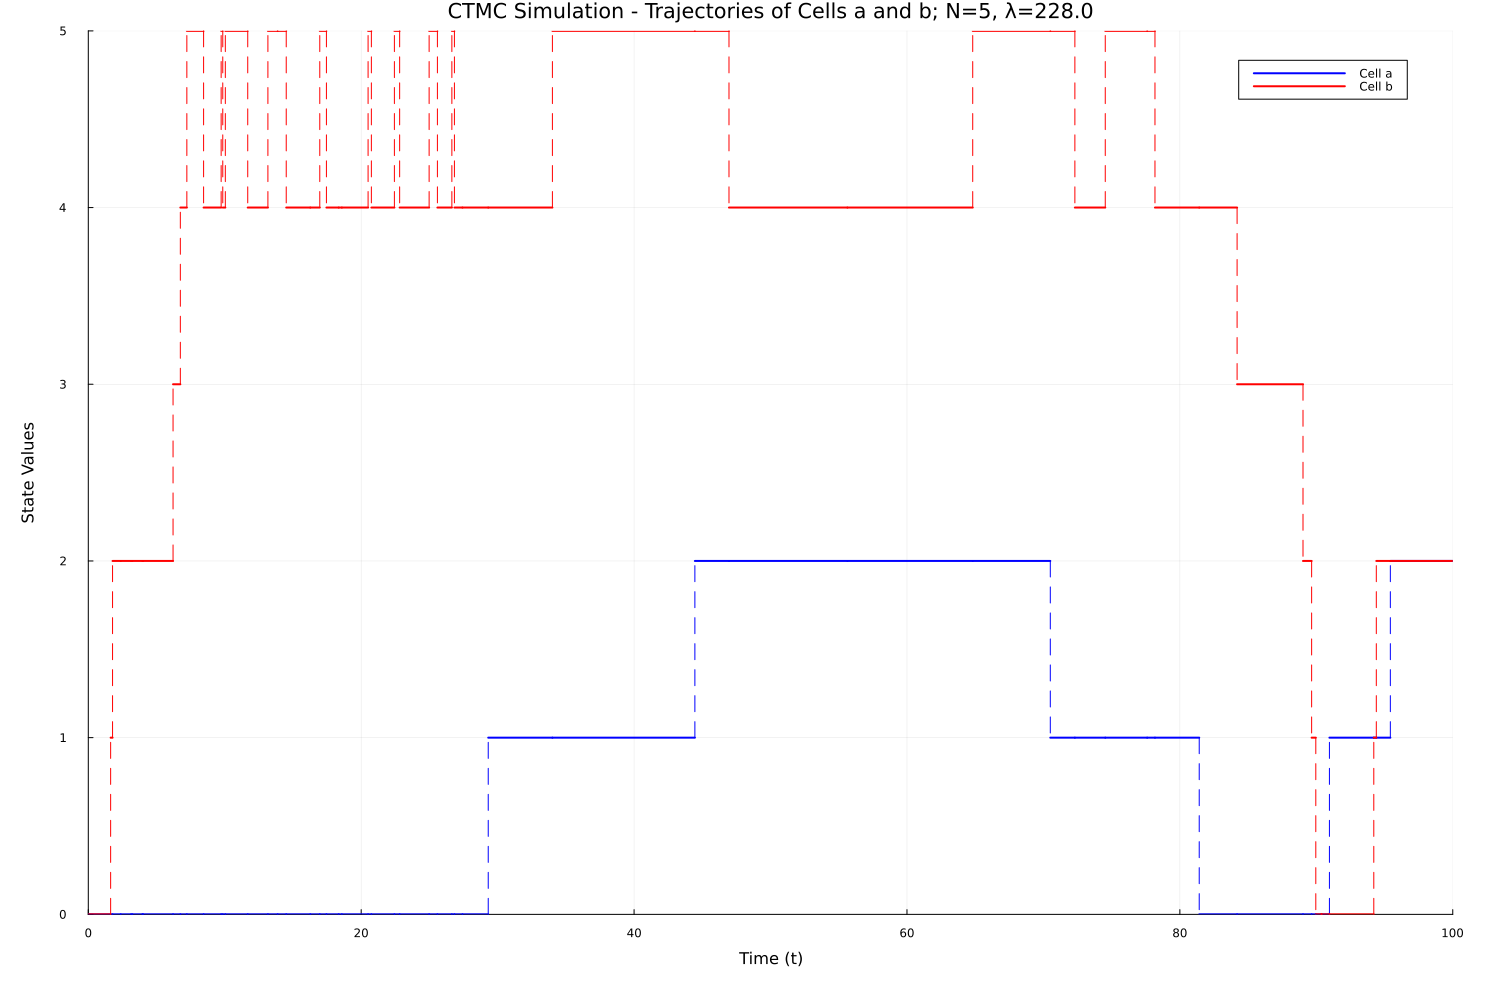 CTMC Simulation - Trajectories of Cells a and b; N=5, λ=228.0
Cell a
Cell b
State Values
5
4
3
2
1
0
0 20 40 60 80 100
Time (t)